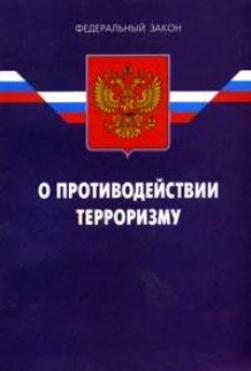 ФЕДЕРАЛЬНЫЙ ЗАКОН
О ПРОТИВОДЕЙСТВИИ
ТЕРРОРИЗМУ